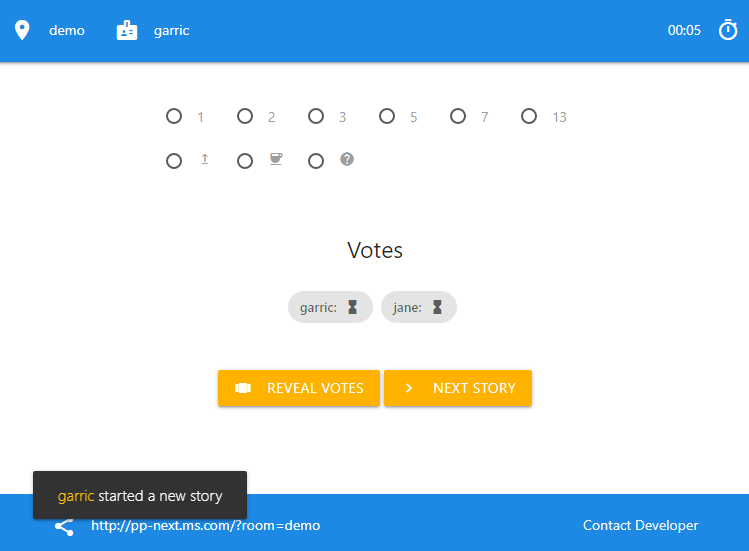 demo garric 00:05
1 2 3 5 7 13
Votes
garric: jane:
REVEAL VOTES NEXT STORY
garric started a new story
http://pp-next.ms.com/?room=demo Contact Developer